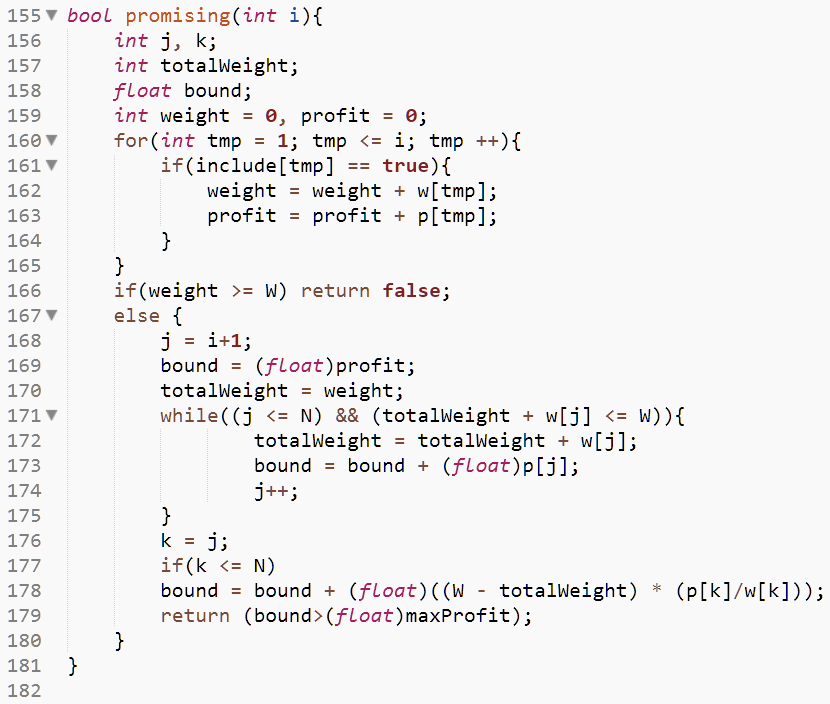 155 ▼ bool promising(int i){
156 int j, k;
157 int totalWeight;
158 float bound;
159 int weight = 0, profit = 0;
160 ▼ for(int tmp = 1; tmp <= i; tmp ++){
161 ▼ if(include[tmp] == true){
162 weight = weight + w[tmp];
163 profit = profit + p[tmp];
164 }
165 }
166 if(weight >= W) return false;
167 ▼ else {
168 j = i+1;
169 bound = (float)profit;
170 totalWeight = weight;
171 ▼ while((j <= N) && (totalWeight + w[j] <= W)){
172 totalWeight = totalWeight + w[j];
173 bound = bound + (float)p[j];
174 j++;
175 }
176 k = j;
177 if(k <= N)
178 bound = bound + (float)((W - totalWeight) * (p[k]/w[k]));
179 return (bound>(float)maxProfit);
180 }
181 }
182